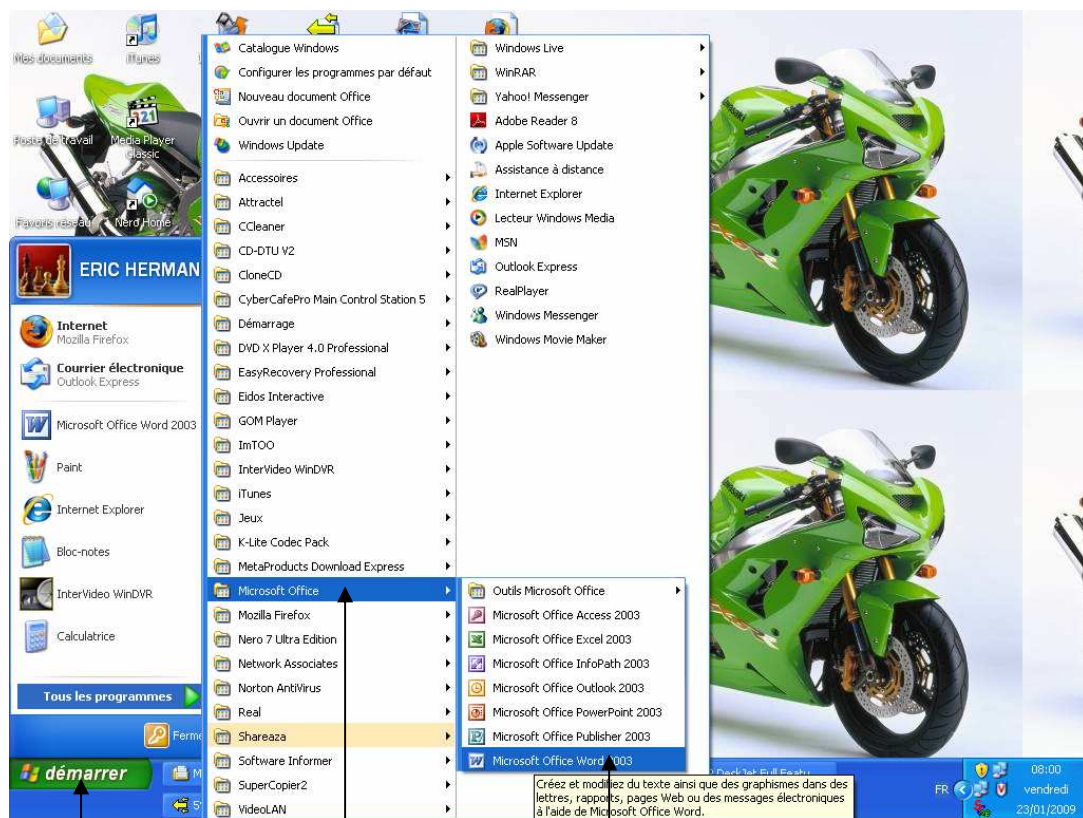 Mes documents
iTunes
Poste de travail
Media Player
Classic
Favoris réseau
Nero Home
ERIC HERMAN
Internet
Mozilla Firefox
Courrier électronique
Outlook Express
Microsoft Office Word 2003
Paint
Internet Explorer
Bloc-notes
InterVideo WinDVR
Calculatrice
Tous les programmes
Ferme
démarrer
Catalogue Windows
Configurer les programmes par défaut
Nouveau document Office
Ouvrir un document Office
Windows Update
Accessoires
Attractel
CCleaner
CD-DTU V2
CloneCD
CyberCafePro Main Control Station 5
Démarrage
DVD X Player 4.0 Professional
EasyRecovery Professional
Eidos Interactive
GOM Player
ImTOO
InterVideo WinDVR
iTunes
Jeux
K-Lite Codec Pack
MetaProducts Download Express
Microsoft Office
Mozilla Firefox
Nero 7 Ultra Edition
Network Associates
Norton AntiVirus
Real
Shareaza
Software Informer
SuperCopier2
VideoLAN
Windows Live
WinRAR
Yahoo! Messenger
Adobe Reader 8
Apple Software Update
Assistance à distance
Internet Explorer
Lecteur Windows Media
MSN
Outlook Express
RealPlayer
Windows Messenger
Windows Movie Maker
Outils Microsoft Office
Microsoft Office Access 2003
Microsoft Office Excel 2003
Microsoft Office InfoPath 2003
Microsoft Office Outlook 2003
Microsoft Office PowerPoint 2003
Microsoft Office Publisher 2003
Microsoft Office Word 2003
Créez et modifiez du texte ainsi que des graphismes dans des
lettres, rapports, pages Web ou des messages électroniques
à l'aide de Microsoft Office Word.
FR
08:00
vendredi
23/01/2009